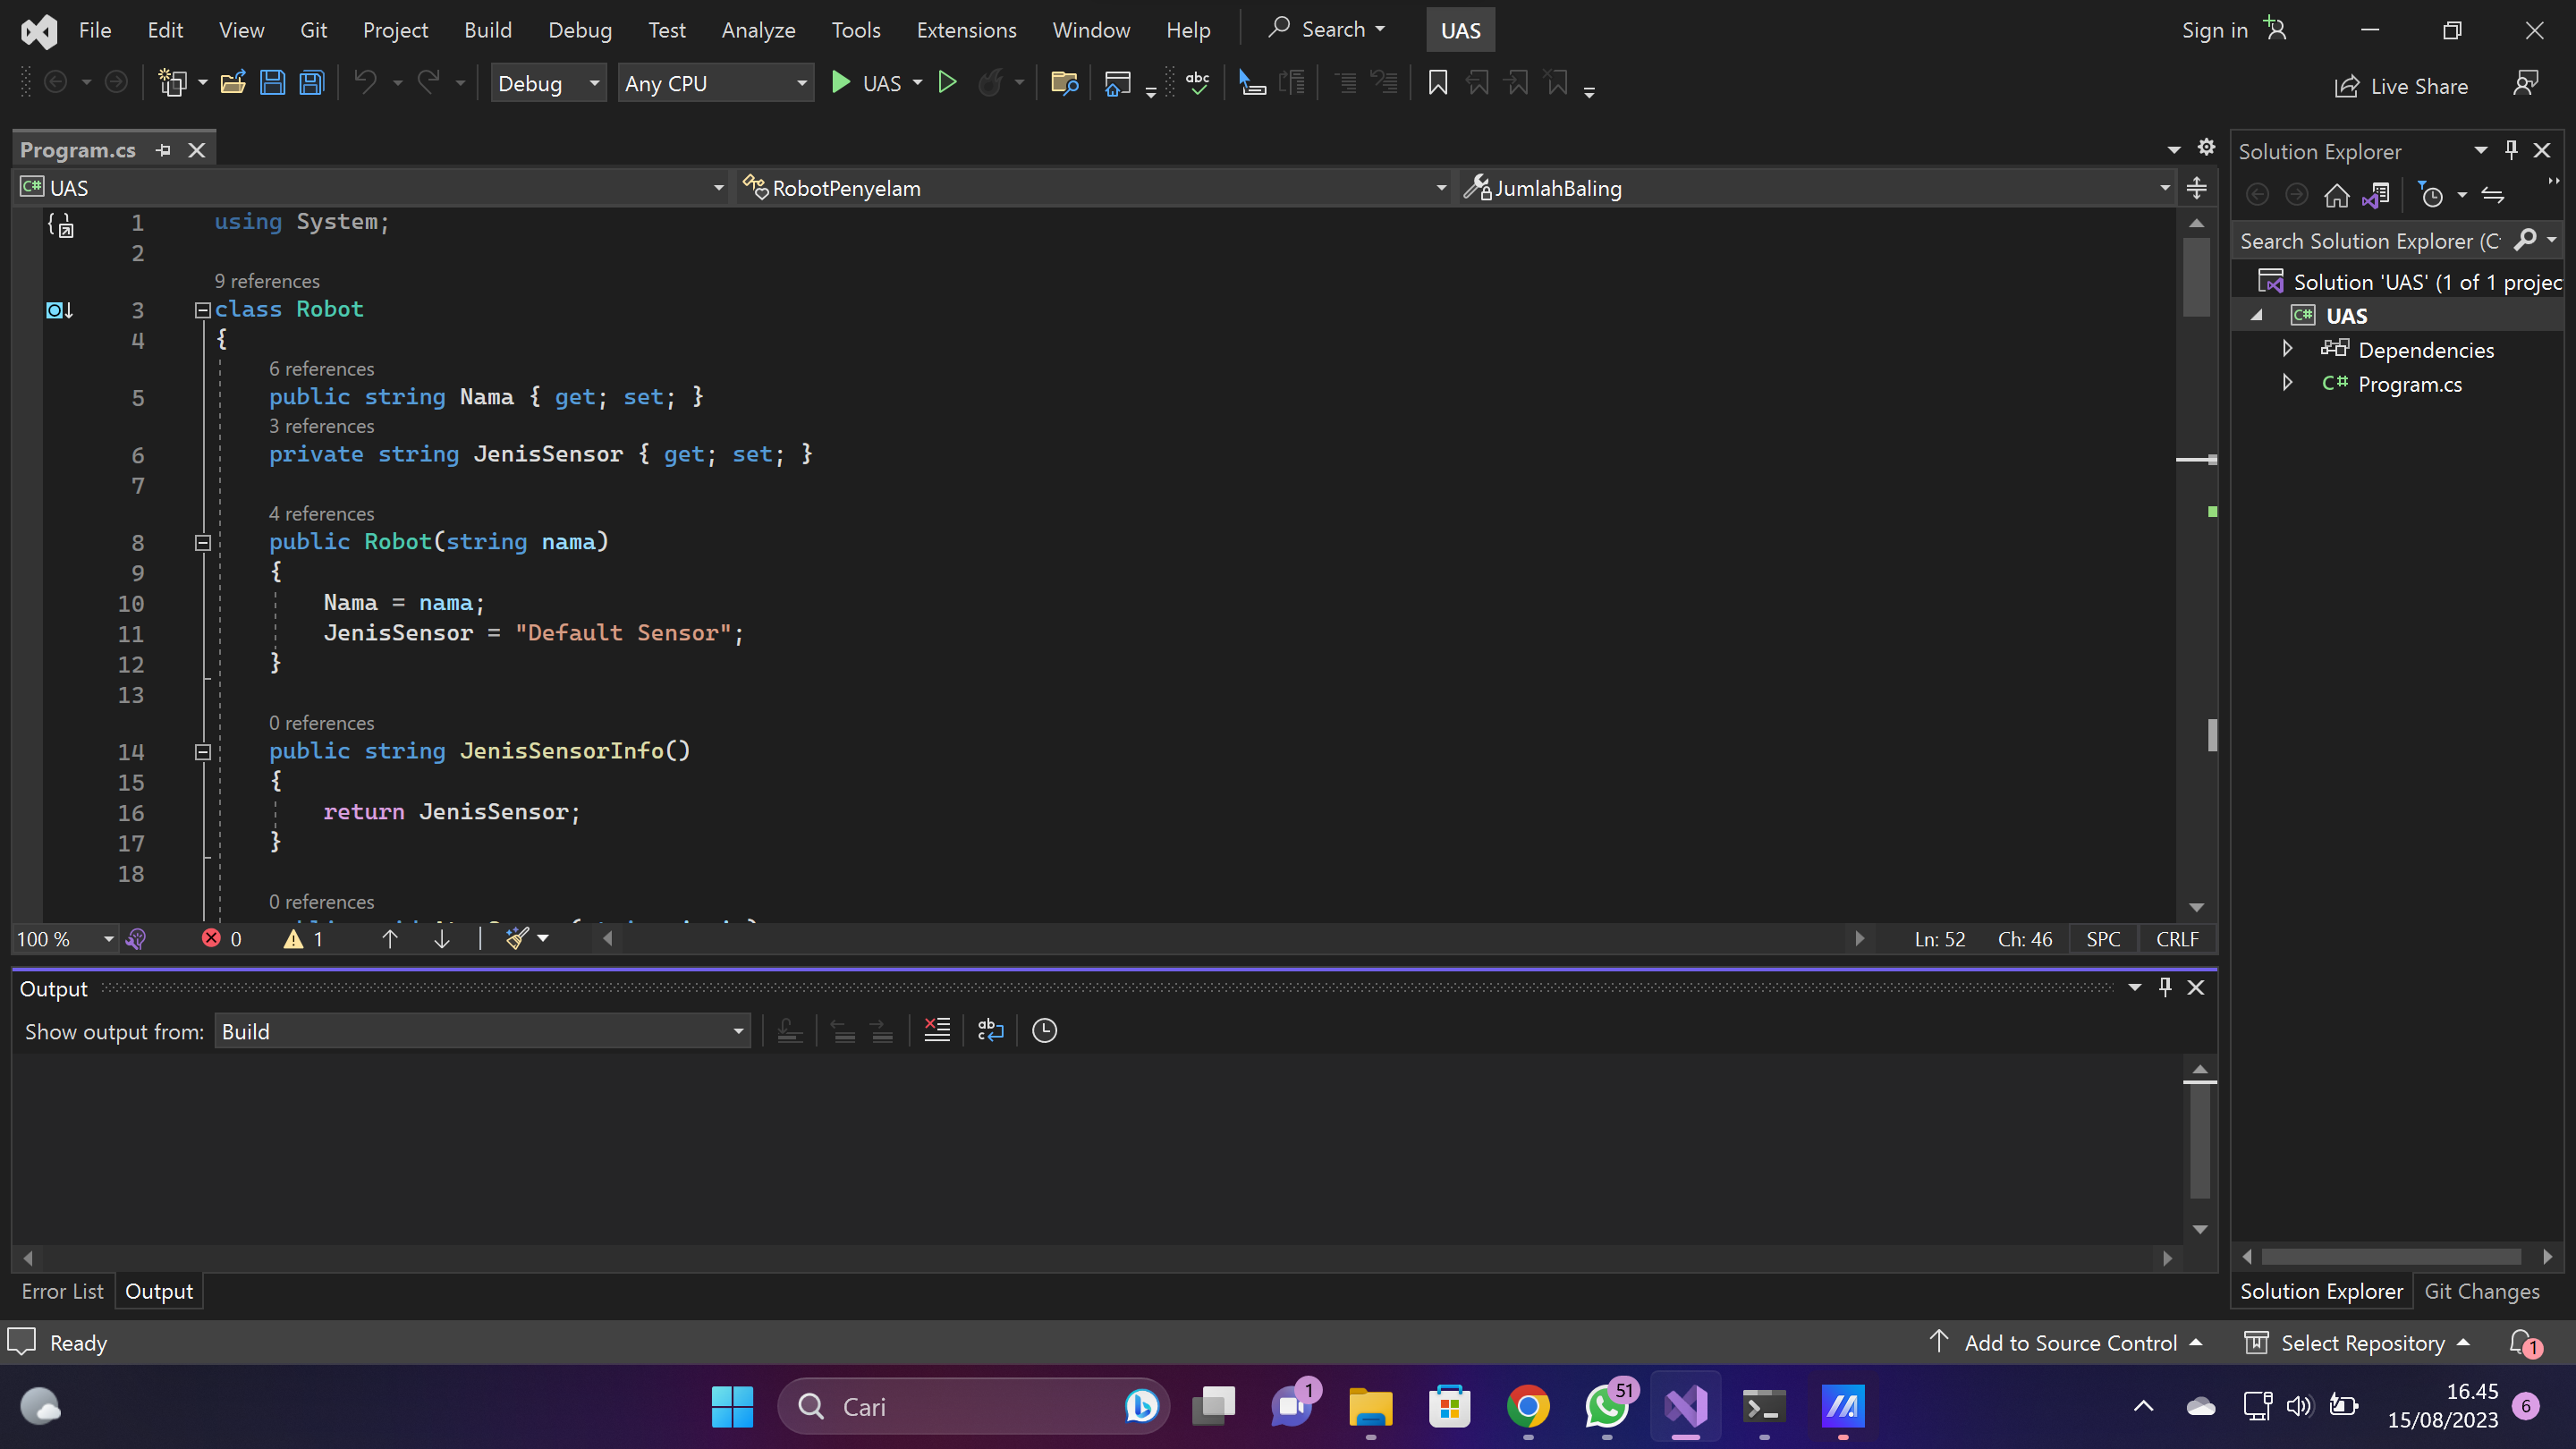 File Edit View Git Project Build Debug Test Analyze Tools Extensions Window Help Search UAS Sign in
Debug Any CPU UAS abc Live Share
Program.cs
UAS RobotPenyelam JumlahBaling
1 using System;
2
9 references
3 class Robot
4 {
6 references
5 public string Nama { get; set; }
3 references
6 private string JenisSensor { get; set; }
7
4 references
8 public Robot(string nama)
9 {
10 Nama = nama;
11 JenisSensor = "Default Sensor";
12 }
13
0 references
14 public string JenisSensorInfo()
15 {
16 return JenisSensor;
17 }
18
0 references
100 % 0 1 Ln: 52 Ch: 46 SPC CRLF
Output
Show output from: Build
Error List Output
Solution Explorer
Search Solution Explorer (C
Solution 'UAS' (1 of 1 projec
C# UAS
Dependencies
C# Program.cs
Solution Explorer Git Changes
Ready Add to Source Control Select Repository 1
Cari 1 51 16.45
15/08/2023 6